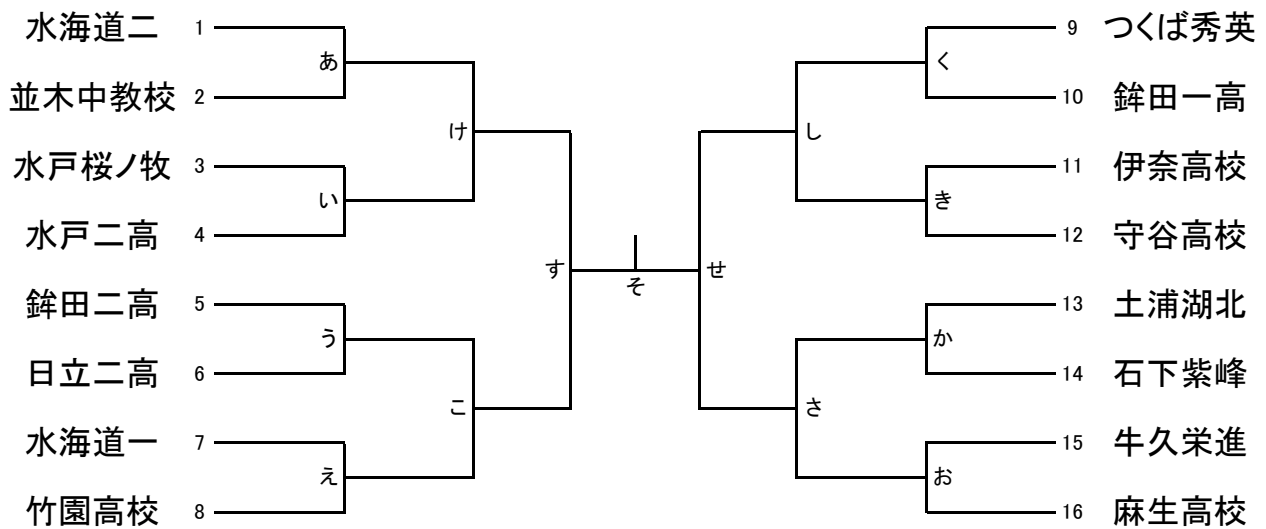 水海道二 1
並木中教校 2
水戸桜ノ牧 3
水戸二高 4
鉾田二高 5
日立二高 6
水海道一 7
竹園高校 8
あ
い
う
え
け
こ
す
そ
せ
し
さ
く
き
か
お
9 つくば秀英
10 鉾田一高
11 伊奈高校
12 守谷高校
13 土浦湖北
14 石下紫峰
15 牛久栄進
16 麻生高校